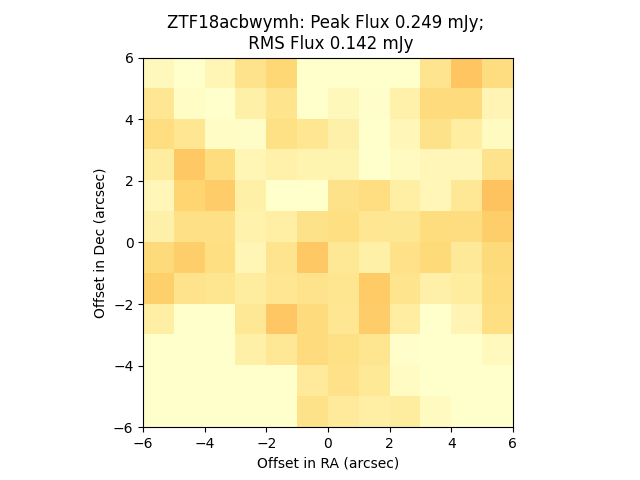 ZTF18acbwymh: Peak Flux 0.249 mJy;
RMS Flux 0.142 mJy
6
4
2
0
−2
−4
−6
Offset in Dec (arcsec)
−6 −4 −2 0 2 4 6
Offset in RA (arcsec)